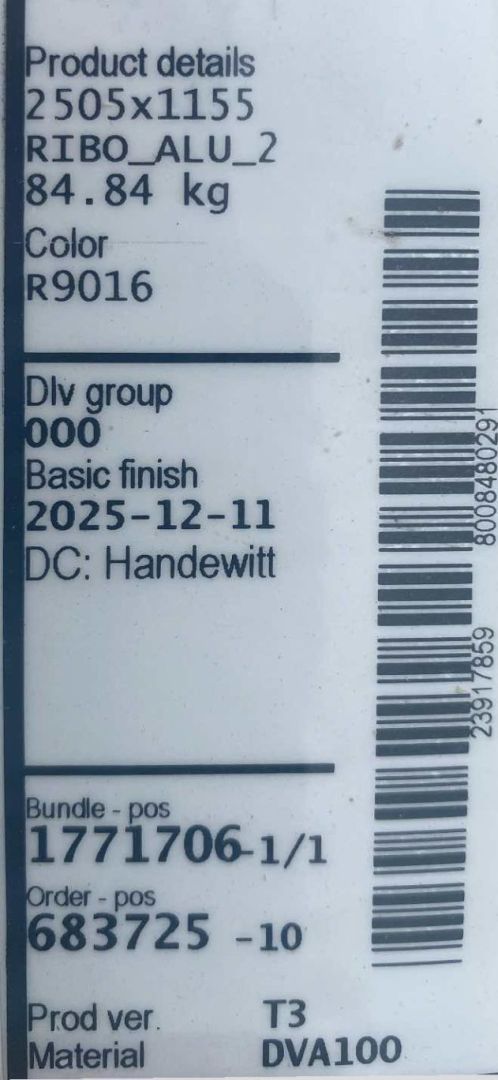 Product details
2505x1155
RIBO_ALU_2
84.84 kg
Color
R9016
Dlv group
000
Basic finish
2025-12-11
DC: Handewitt
Bundle - pos
1771706-1/1
Order - pos
683725 -10
Prod ver. T3
Material DVA100
8008480291
23917859